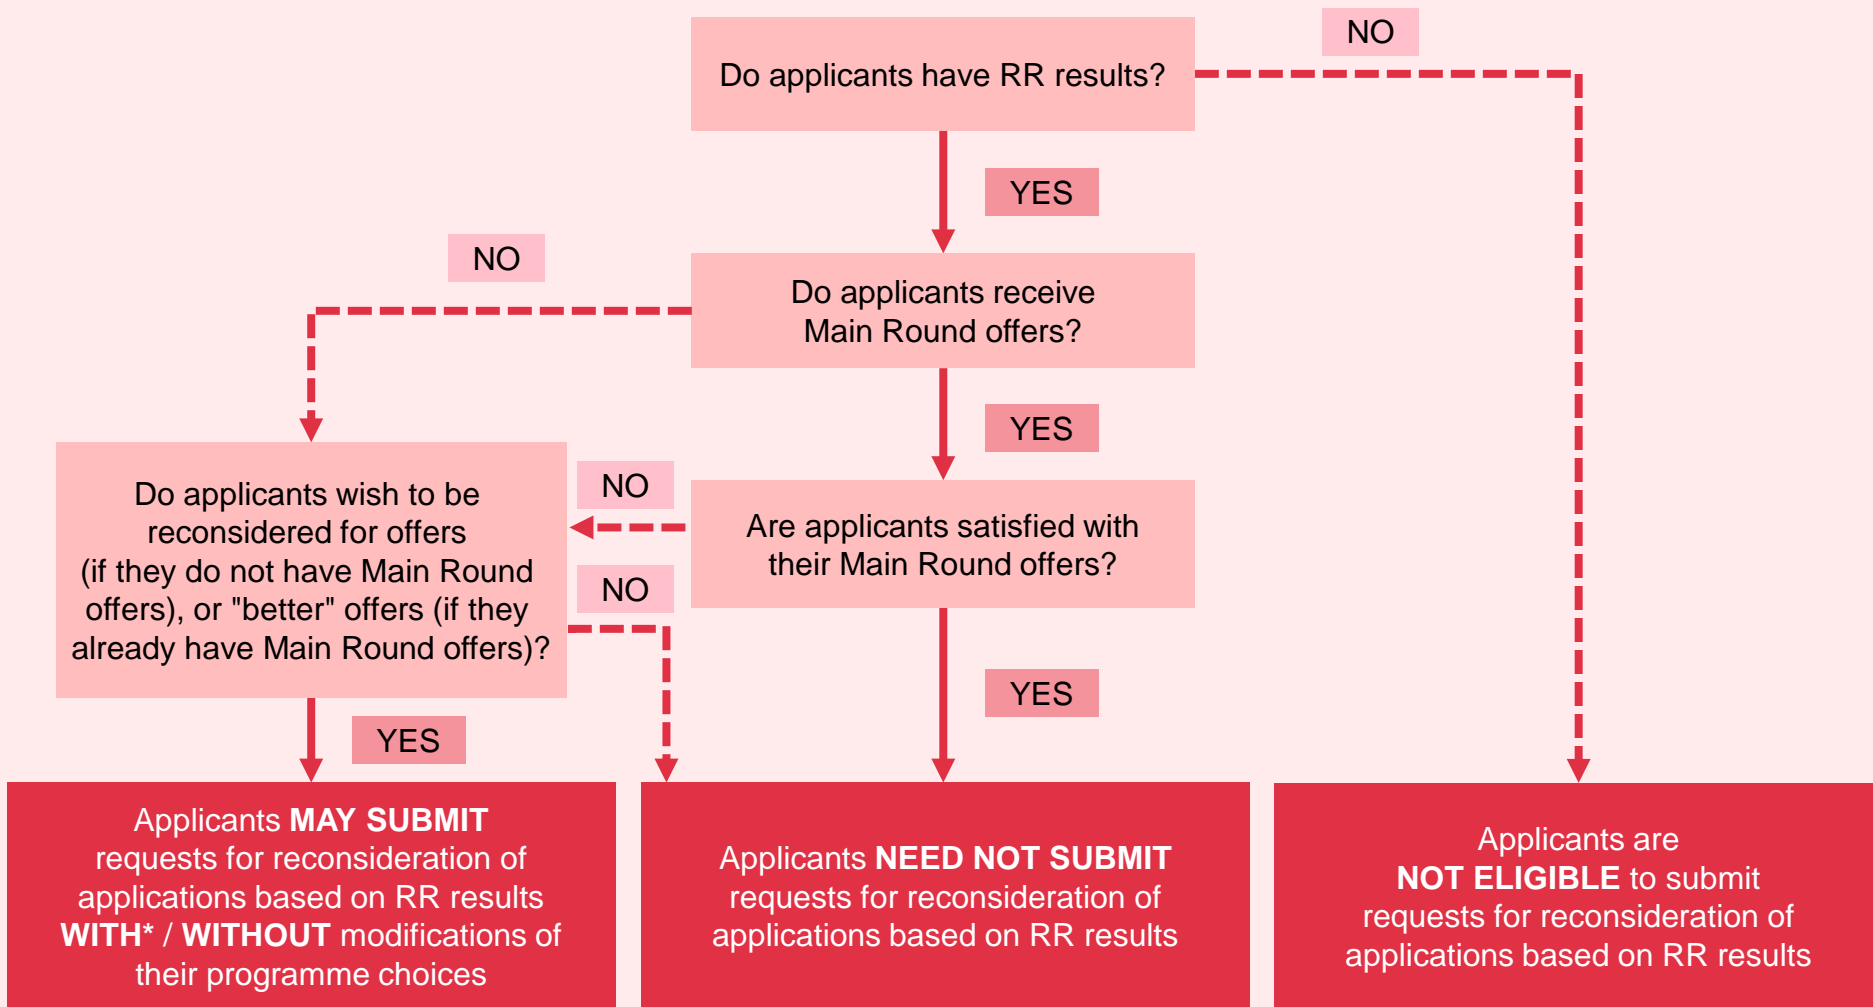 NO
Do applicants have RR results?
YES
NO
Do applicants receive
Main Round offers?
YES
Do applicants wish to be
reconsidered for offers
(if they do not have Main Round
offers), or "better" offers (if they
already have Main Round offers)?
NO
Are applicants satisfied with
their Main Round offers?
NO
YES
YES
Applicants MAY SUBMIT
requests for reconsideration of
applications based on RR results
WITH* / WITHOUT modifications of
their programme choices
Applicants NEED NOT SUBMIT
requests for reconsideration of
applications based on RR results
Applicants are
NOT ELIGIBLE to submit
requests for reconsideration of
applications based on RR results